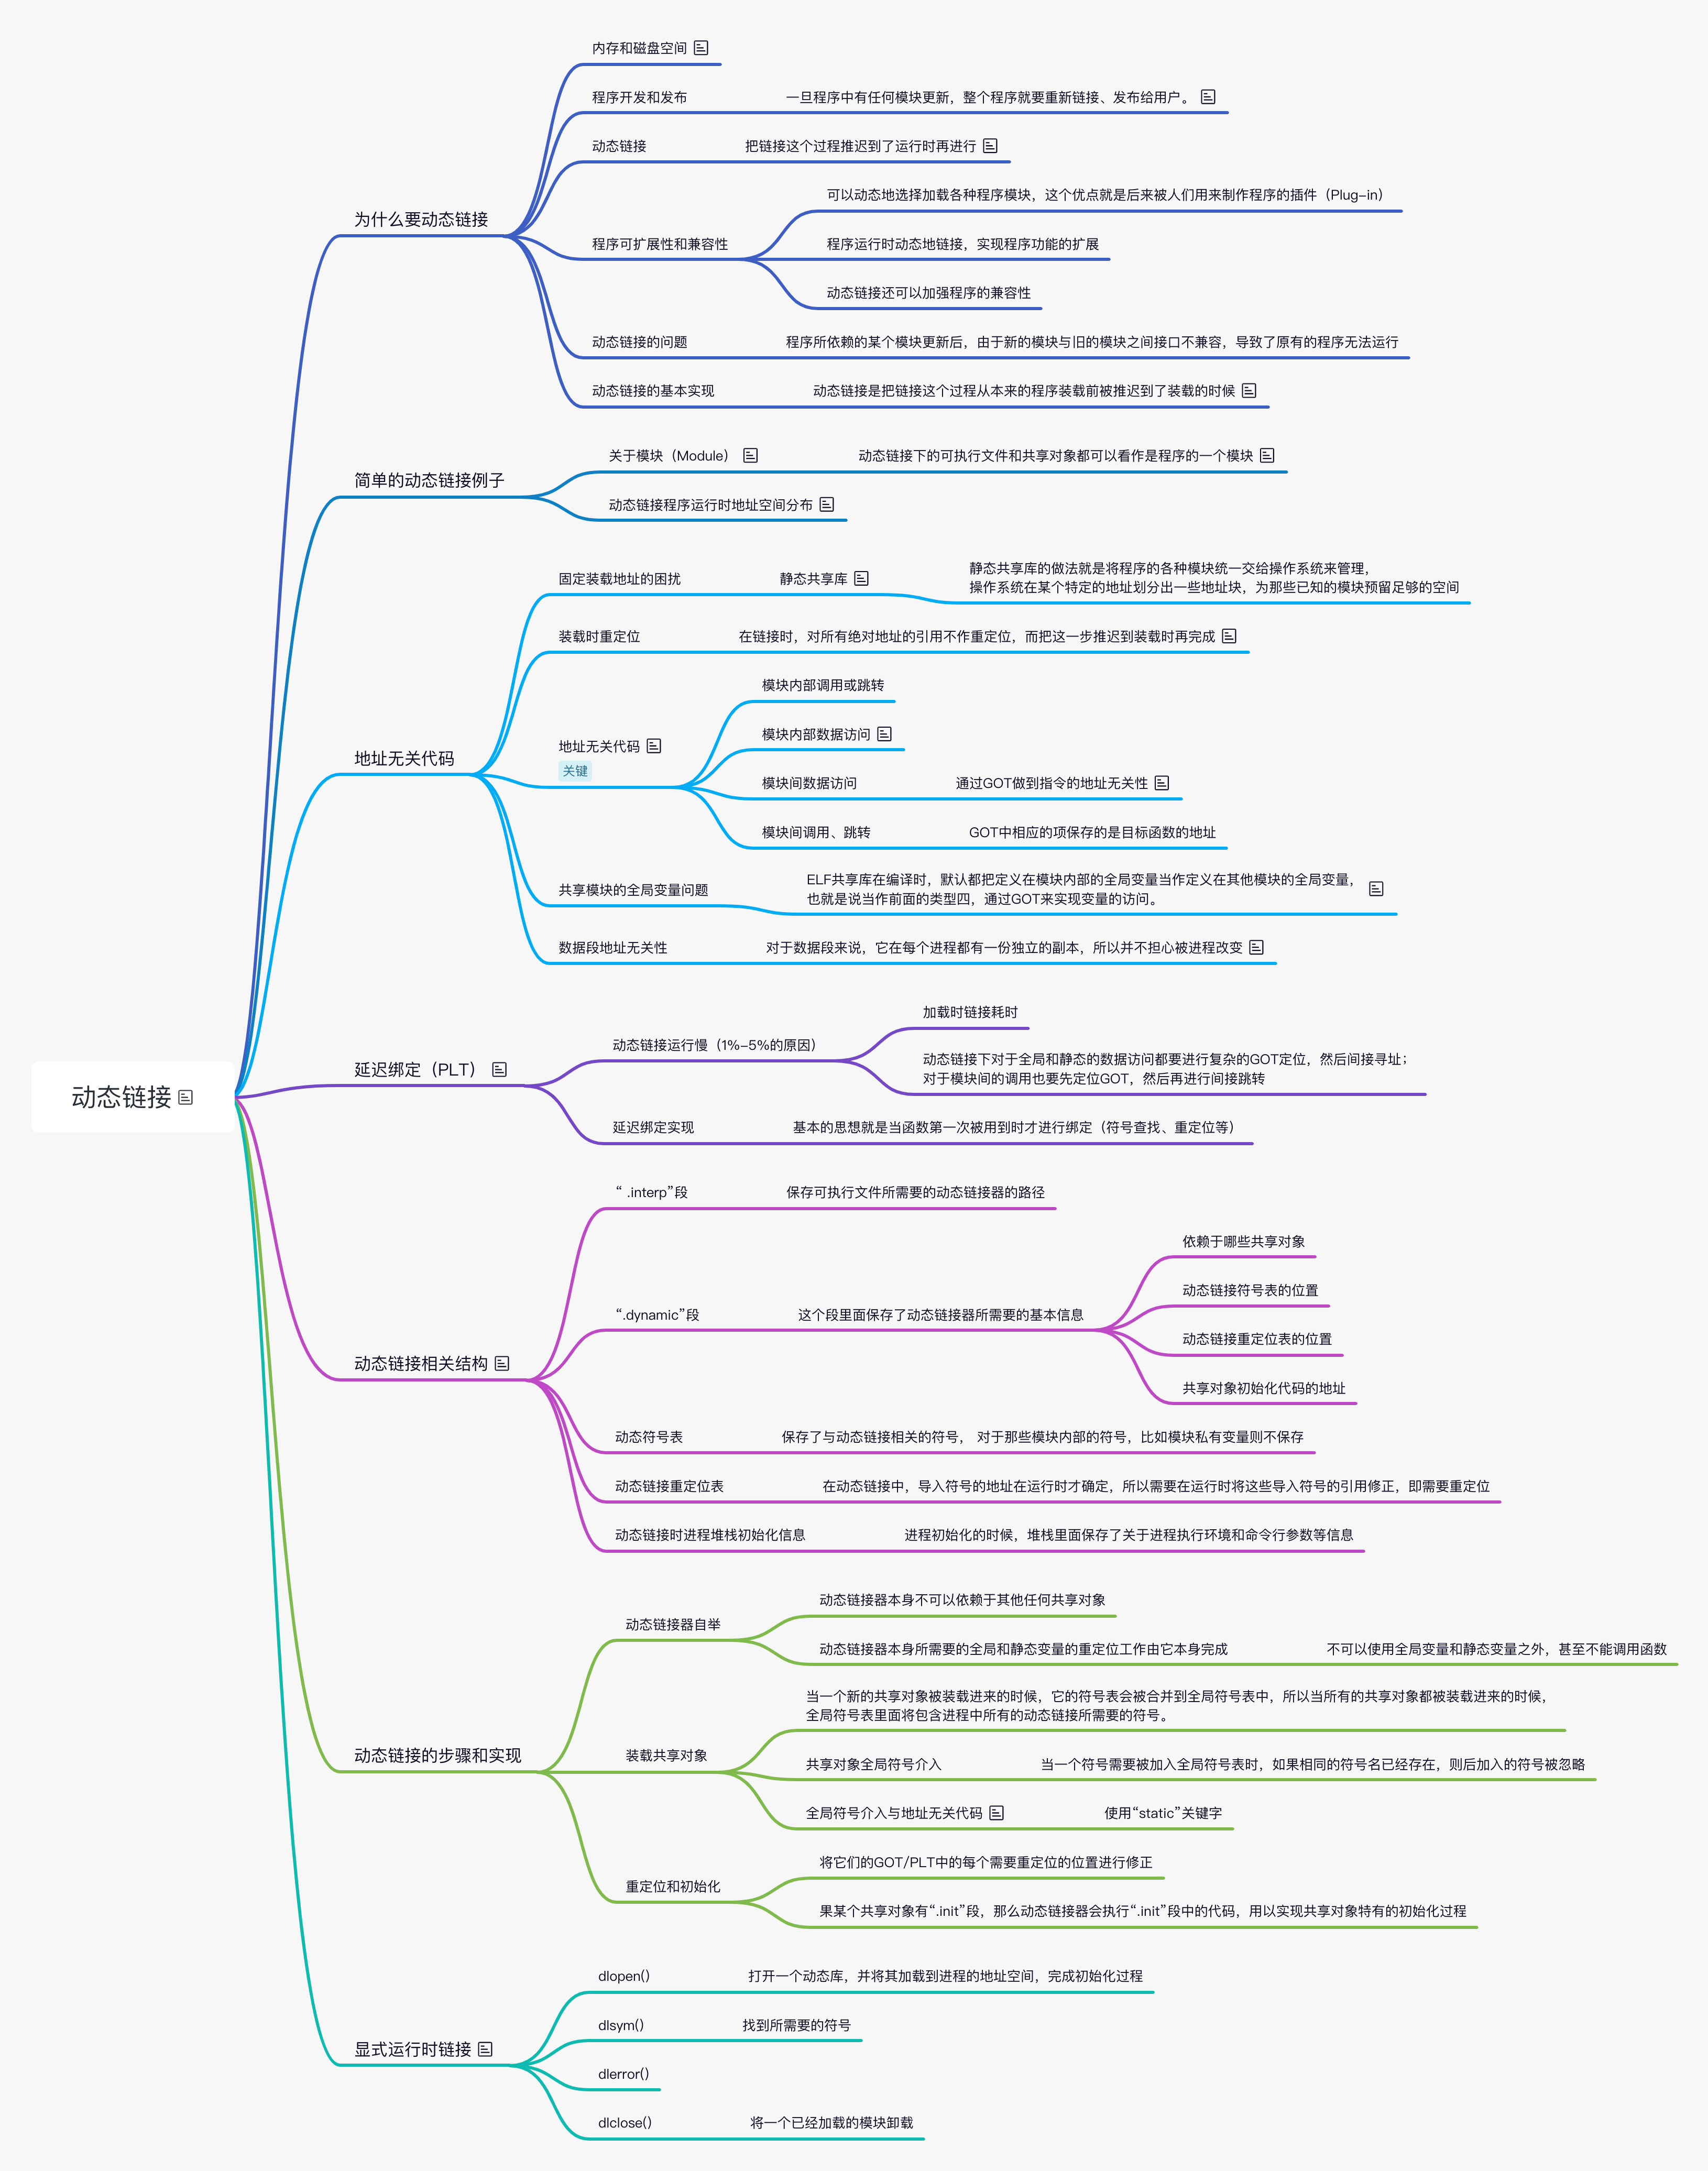 动态链接
为什么要动态链接
内存和磁盘空间
程序开发和发布
一旦程序中有任何模块更新，整个程序就要重新链接、发布给用户。
动态链接
把链接这个过程推迟到了运行时再进行
程序可扩展性和兼容性
可以动态地选择加载各种程序模块，这个优点就是后来被人们用来制作程序的插件（Plug-in）
程序运行时动态地链接，实现程序功能的扩展
动态链接还可以加强程序的兼容性
动态链接的问题
程序所依赖的某个模块更新后，由于新的模块与旧的模块之间接口不兼容，导致了原有的程序无法运行
动态链接的基本实现
动态链接是把链接这个过程从本来的程序装载前被推迟到了装载的时候
简单的动态链接例子
关于模块（Module）
动态链接下的可执行文件和共享对象都可以看作是程序的一个模块
动态链接程序运行时地址空间分布
地址无关代码
固定装载地址的困扰
静态共享库
静态共享库的做法就是将程序的各种模块统一交给操作系统来管理，
操作系统在某个特定的地址划分出一些地址块，为那些已知的模块预留足够的空间
装载时重定位
在链接时，对所有绝对地址的引用不作重定位，而把这一步推迟到装载时再完成
地址无关代码
关键
模块内部调用或跳转
模块内部数据访问
模块间数据访问
通过GOT做到指令的地址无关性
模块间调用、跳转
GOT中相应的项保存的是目标函数的地址
共享模块的全局变量问题
ELF共享库在编译时，默认都把定义在模块内部的全局变量当作定义在其他模块的全局变量，
也就是说当作前面的类型四，通过GOT来实现变量的访问。
数据段地址无关性
对于数据段来说，它在每个进程都有一份独立的副本，所以并不担心被进程改变
延迟绑定（PLT）
动态链接运行慢（1%-5%的原因）
加载时链接耗时
动态链接下对于全局和静态的数据访问都要进行复杂的GOT定位，然后间接寻址；
对于模块间的调用也要先定位GOT，然后再进行间接跳转
延迟绑定实现
基本的思想就是当函数第一次被用到时才进行绑定（符号查找、重定位等）
动态链接相关结构
“ .interp”段
保存可执行文件所需要的动态链接器的路径
“.dynamic”段
这个段里面保存了动态链接器所需要的基本信息
依赖于哪些共享对象
动态链接符号表的位置
动态链接重定位表的位置
共享对象初始化代码的地址
动态符号表
保存了与动态链接相关的符号， 对于那些模块内部的符号，比如模块私有变量则不保存
动态链接重定位表
在动态链接中，导入符号的地址在运行时才确定，所以需要在运行时将这些导入符号的引用修正，即需要重定位
动态链接时进程堆栈初始化信息
进程初始化的时候，堆栈里面保存了关于进程执行环境和命令行参数等信息
动态链接的步骤和实现
动态链接器自举
动态链接器本身不可以依赖于其他任何共享对象
动态链接器本身所需要的全局和静态变量的重定位工作由它本身完成
不可以使用全局变量和静态变量之外，甚至不能调用函数
装载共享对象
当一个新的共享对象被装载进来的时候，它的符号表会被合并到全局符号表中，所以当所有的共享对象都被装载进来的时候，
全局符号表里面将包含进程中所有的动态链接所需要的符号。
共享对象全局符号介入
当一个符号需要被加入全局符号表时，如果相同的符号名已经存在，则后加入的符号被忽略
全局符号介入与地址无关代码
使用“static”关键字
重定位和初始化
将它们的GOT/PLT中的每个需要重定位的位置进行修正
果某个共享对象有“.init”段，那么动态链接器会执行“.init”段中的代码，用以实现共享对象特有的初始化过程
显式运行时链接
dlopen()
打开一个动态库，并将其加载到进程的地址空间，完成初始化过程
dlsym()
找到所需要的符号
dlerror()
dlclose()
将一个已经加载的模块卸载